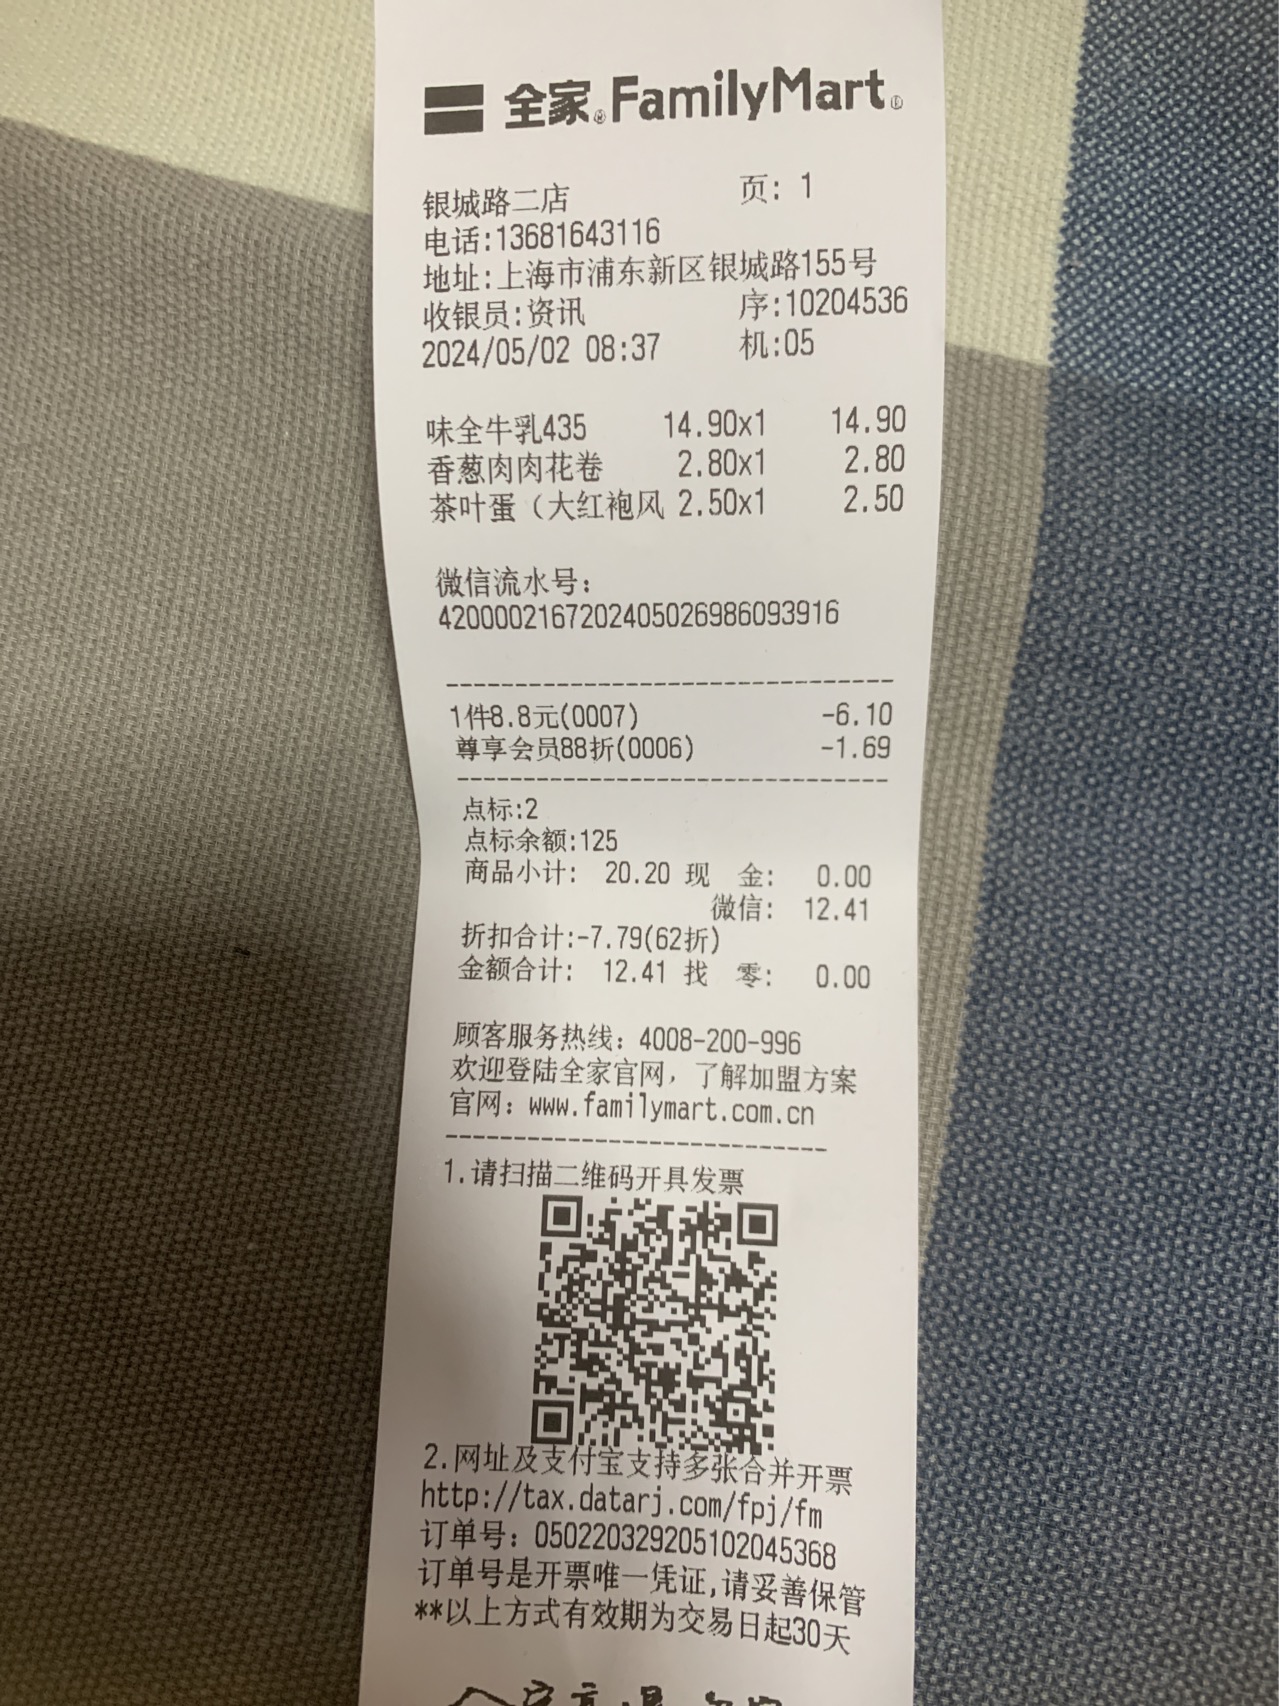 全家® FamilyMart®
银城路二店 页: 1
电话:13681643116
地址:上海市浦东新区银城路155号
收银员:资讯 序:10204536
2024/05/02 08:37 机:05
味全牛乳435 14.90x1 14.90
香葱肉肉花卷 2.80x1 2.80
茶叶蛋（大红袍风 2.50x1 2.50
微信流水号:
4200002167202405026986093916
1件8.8元(0007) -6.10
尊享会员88折(0006) -1.69
点标:2
点标余额:125
商品小计: 20.20 现 金: 0.00
微信: 12.41
折扣合计:-7.79(62折)
金额合计: 12.41 找 零: 0.00
顾客服务热线: 4008-200-996
欢迎登陆全家官网，了解加盟方案
官网: www.familymart.com.cn
1.请扫描二维码开具发票
2.网址及支付宝支持多张合并开票
http://tax.datarj.com/fpj/fm
订单号: 050220329205102045368
订单号是开票唯一凭证,请妥善保管
**以上方式有效期为交易日起30天